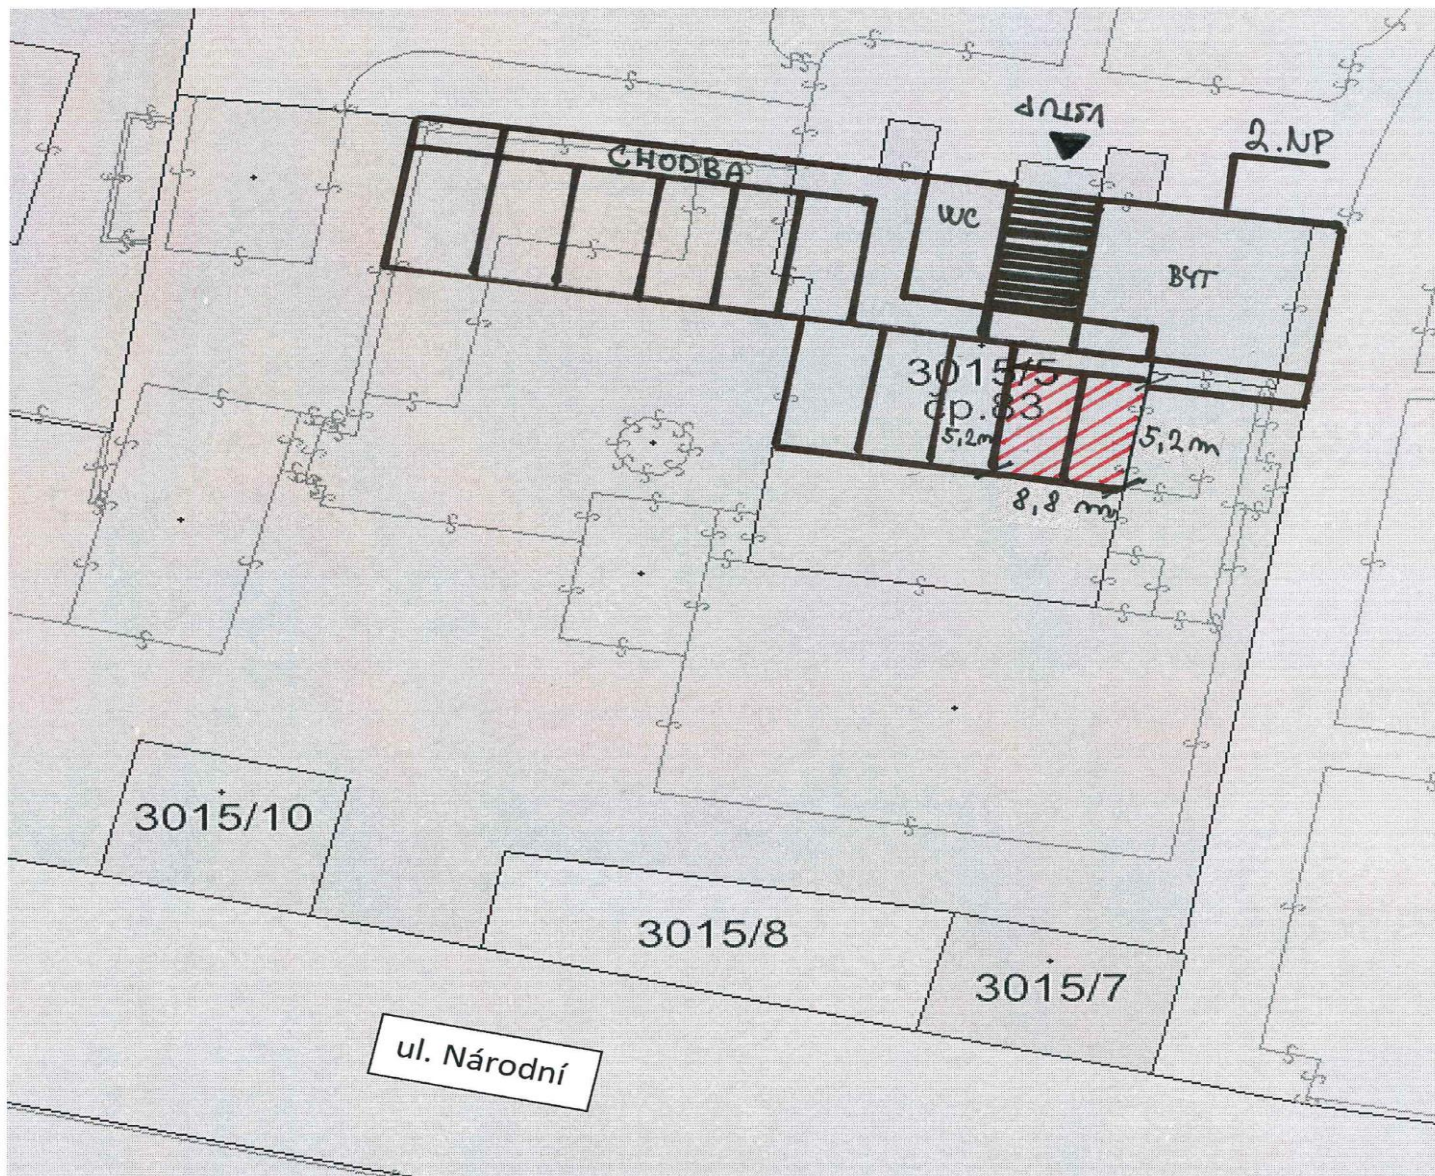 VSTUP
2.NP
CHODBA
WC
BYT
3015/5
čp.83
5,2m
5,2m
8,8 m
3015/10
3015/8
3015/7
ul. Národní